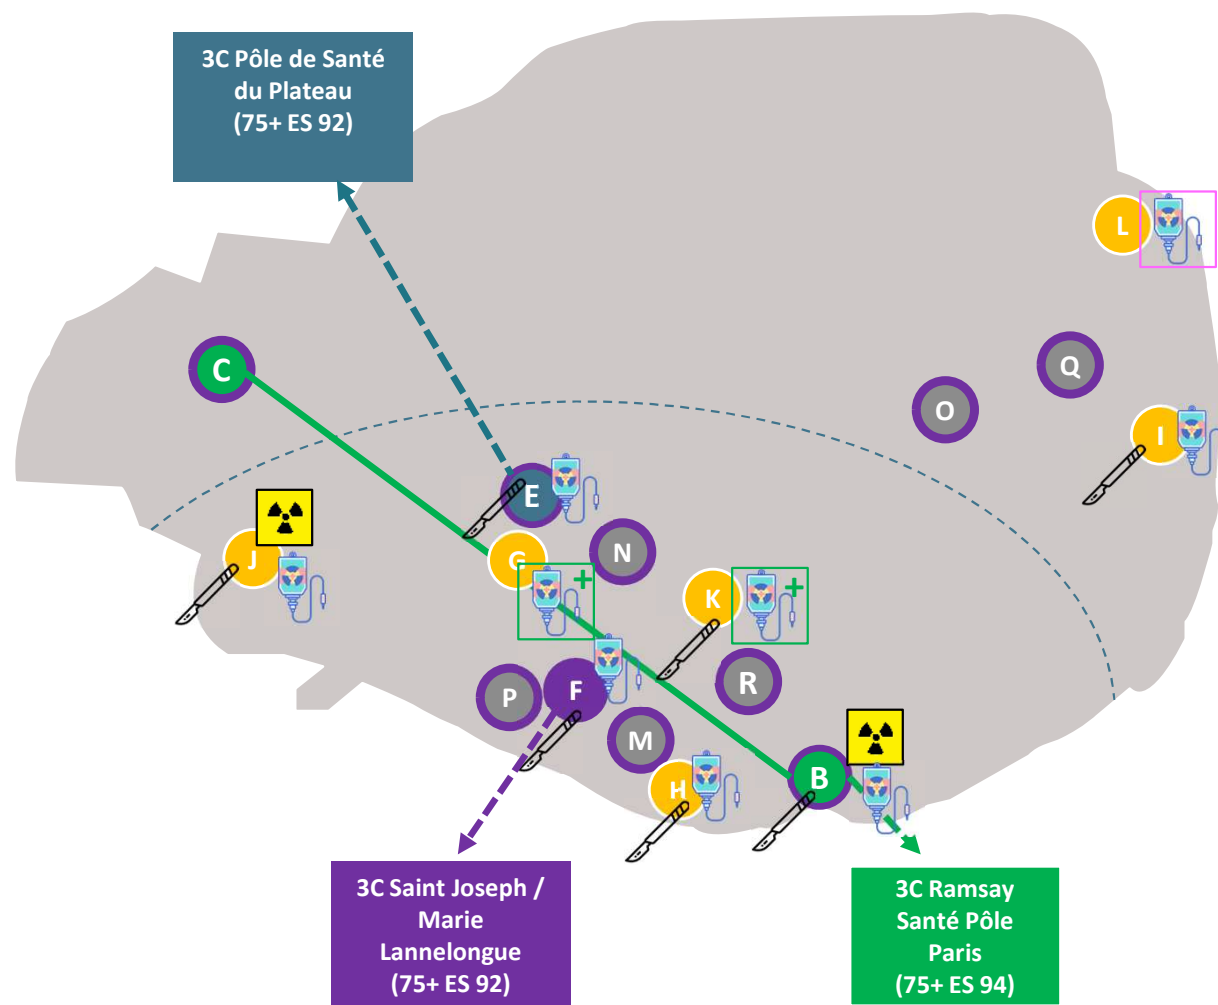 3C Pôle de Santé
du Plateau
(75+ ES 92)
L
Q
C
O
I
E
N
G
J
+
K
+
R
F
P
M
B
H
3C Saint Joseph /
Marie
Lannelongue
(75+ ES 92)
3C Ramsay
Santé Pôle
Paris
(75+ ES 94)